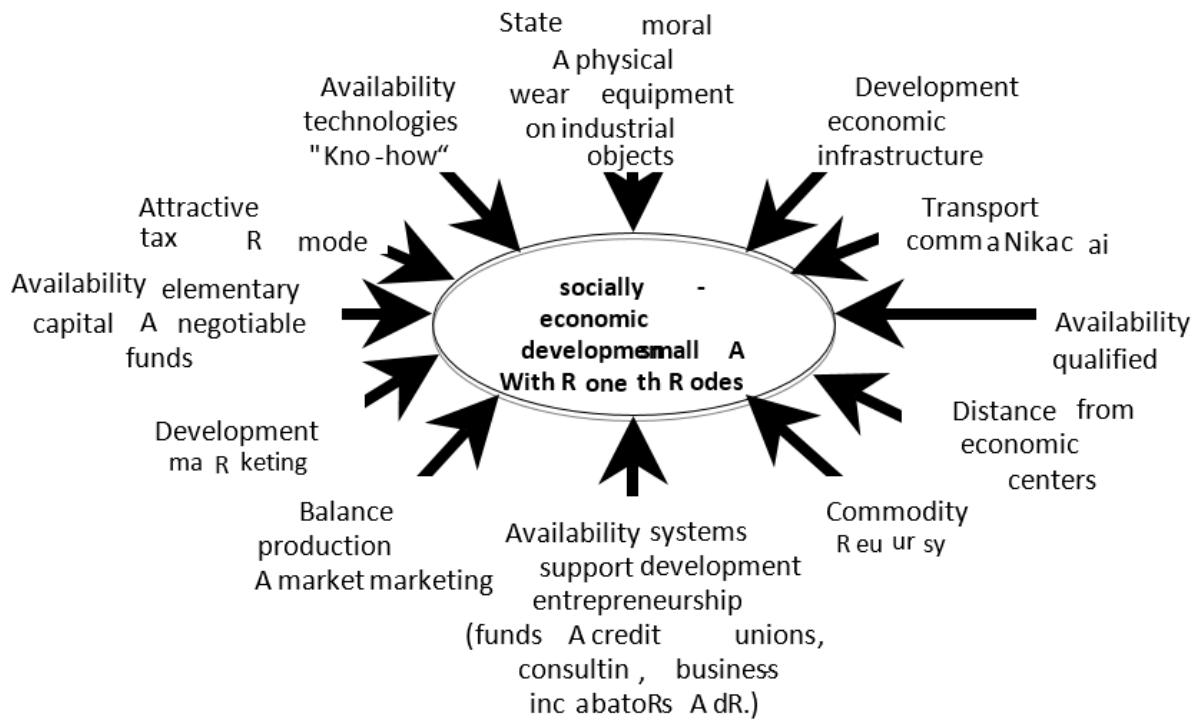 State moral
A physical
wear equipment
on industrial
objects
Availability
technologies
"Kno -how“
Development
economic
infrastructure
Attractive
tax R mode
Transport
comm a Nikac ai
Availability elementary
capital A negotiable
funds
socially -
economic
developmen small A
With R one th R odes
Availability
qualified
Development
ma R keting
Distance from
economic
centers
Balance
production
A market marketing
Availability systems
support development
entrepreneurship
(funds A credit unions,
consultin , business
inc abatoRs A dR.)
Commodity
R eu ur sy